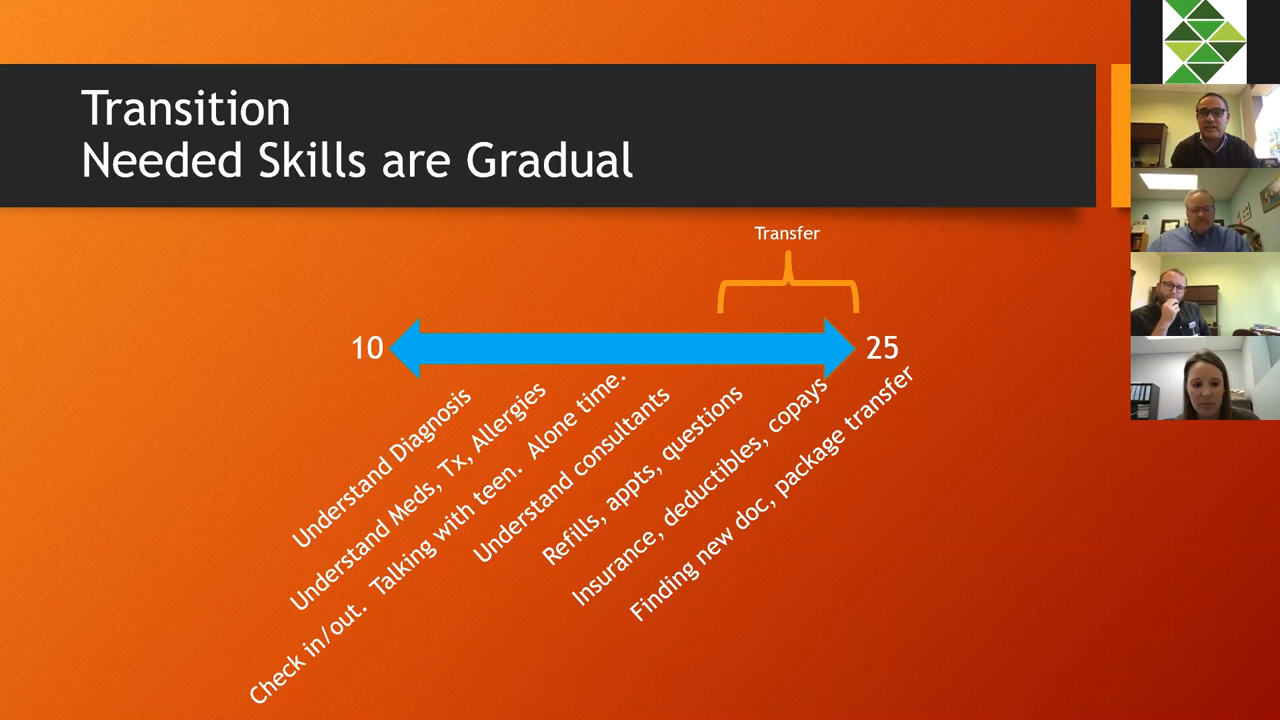 Transition
Needed Skills are Gradual
Transfer
10
25
Understand Diagnosis
Understand Meds, Tx, Allergies
Check in/out. Talking with teen. Alone time.
Understand consultants
Refills, appts, questions
Insurance, deductibles, copays
Finding new doc, package transfer